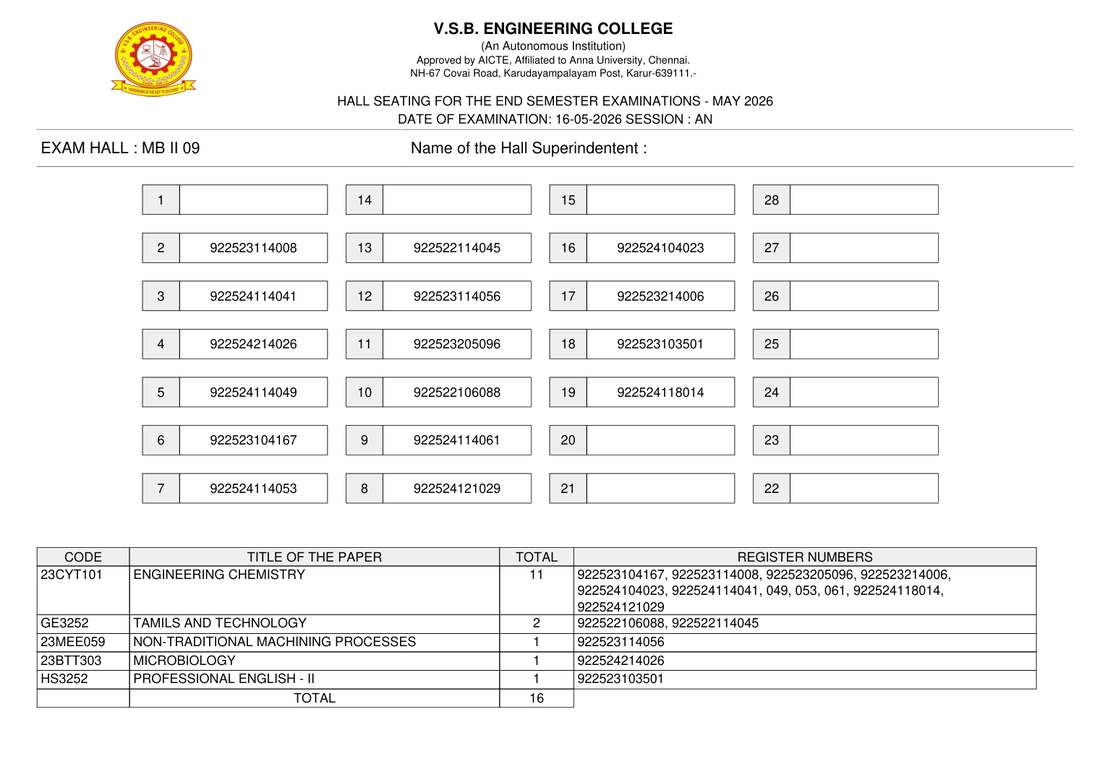 V.S.B. ENGINEERING COLLEGE
(An Autonomous Institution)
Approved by AICTE, Affiliated to Anna University, Chennai.
NH-67 Covai Road, Karudayampalayam Post, Karur-639111.-
HALL SEATING FOR THE END SEMESTER EXAMINATIONS - MAY 2026
DATE OF EXAMINATION: 16-05-2026 SESSION : AN
EXAM HALL : MB II 09 Name of the Hall Superindentent :
1 14 15 28
2 922523114008 13 922522114045 16 922524104023 27
3 922524114041 12 922523114056 17 922523214006 26
4 922524214026 11 922523205096 18 922523103501 25
5 922524114049 10 922522106088 19 922524118014 24
6 922523104167 9 922524114061 20 23
7 922524114053 8 922524121029 21 22
CODE TITLE OF THE PAPER TOTAL REGISTER NUMBERS
23CYT101 ENGINEERING CHEMISTRY 11 922523104167, 922523114008, 922523205096, 922523214006,
922524104023, 922524114041, 049, 053, 061, 922524118014,
922524121029
GE3252 TAMILS AND TECHNOLOGY 2 922522106088, 922522114045
23MEE059 NON-TRADITIONAL MACHINING PROCESSES 1 922523114056
23BTT303 MICROBIOLOGY 1 922524214026
HS3252 PROFESSIONAL ENGLISH - II 1 922523103501
TOTAL 16